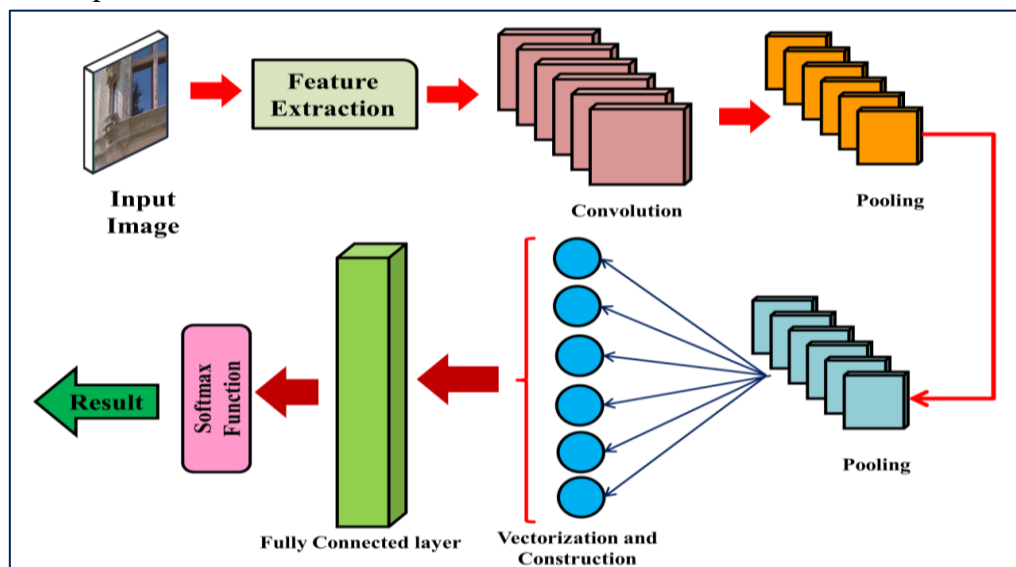 Feature
Extraction
Input
Image
Convolution
Pooling
Pooling
Vectorization and
Construction
Fully Connected layer
Softmax
Function
Result